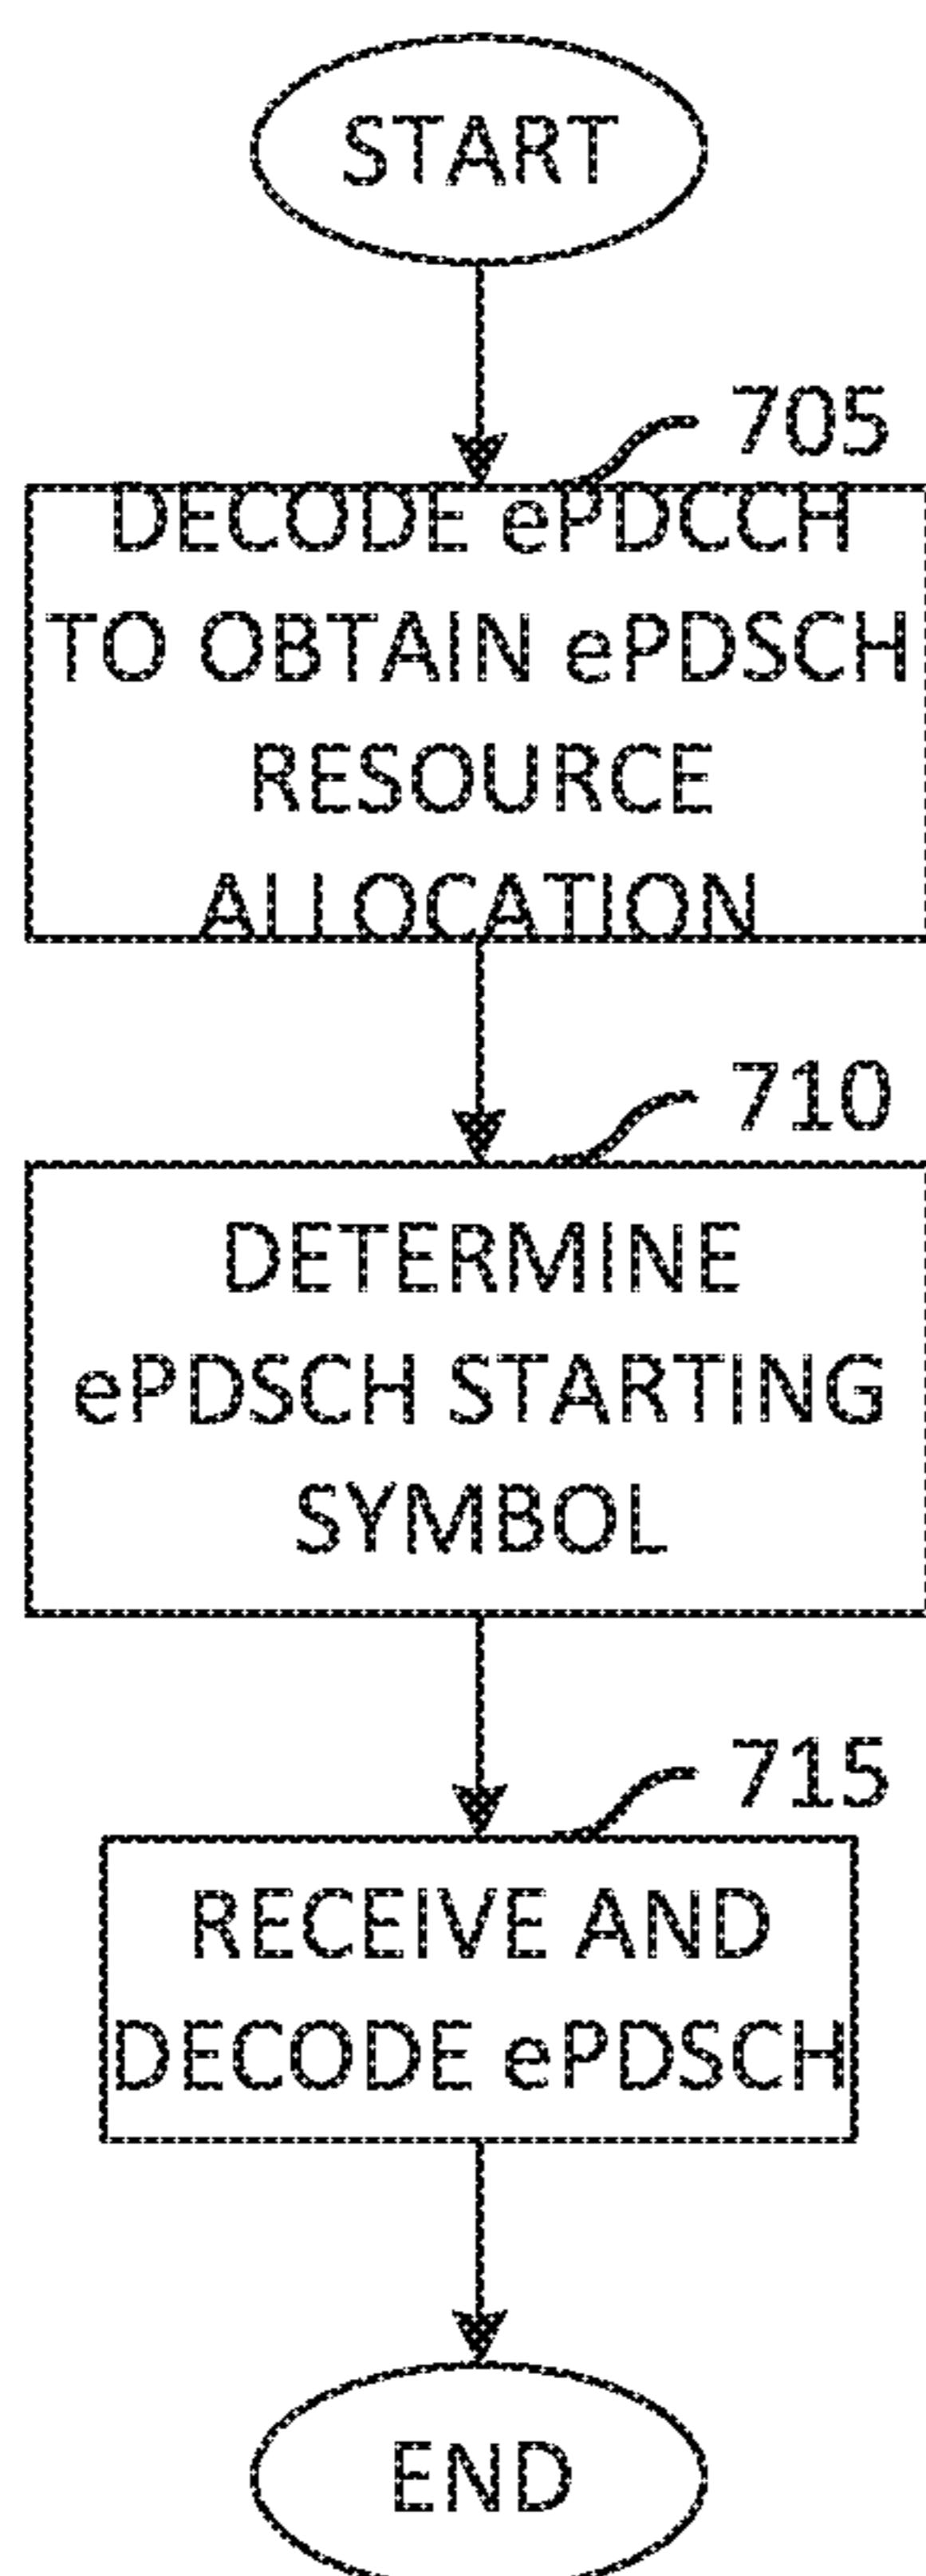 START
705
DECODE ePDCCH
TO OBTAIN ePDSCH
RESOURCE
ALLOCATION
710
DETERMINE
ePDSCH STARTING
SYMBOL
715
RECEIVE AND
DECODE ePDSCH
END